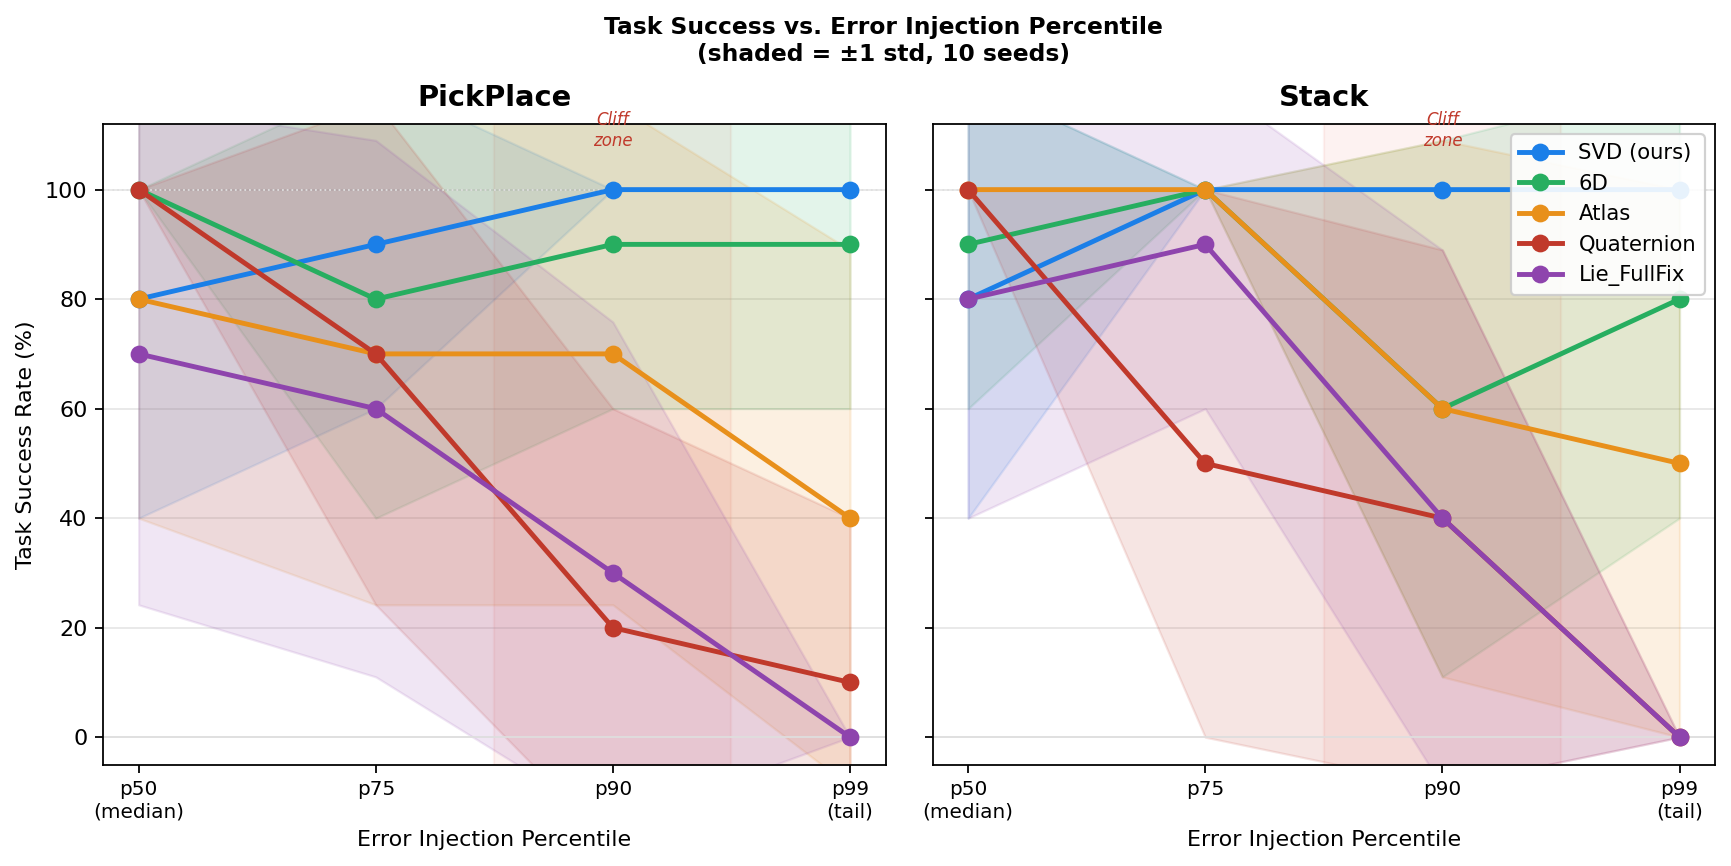 Task Success vs. Error Injection Percentile
(shaded = ±1 std, 10 seeds)
PickPlace
Cliff
zone
Task Success Rate (%)
100
80
60
40
20
0
p50
(median)
p75
p90
p99
(tail)
Error Injection Percentile
Stack
Cliff
zone
SVD (ours)
6D
Atlas
Quaternion
Lie_FullFix
p50
(median)
p75
p90
p99
(tail)
Error Injection Percentile